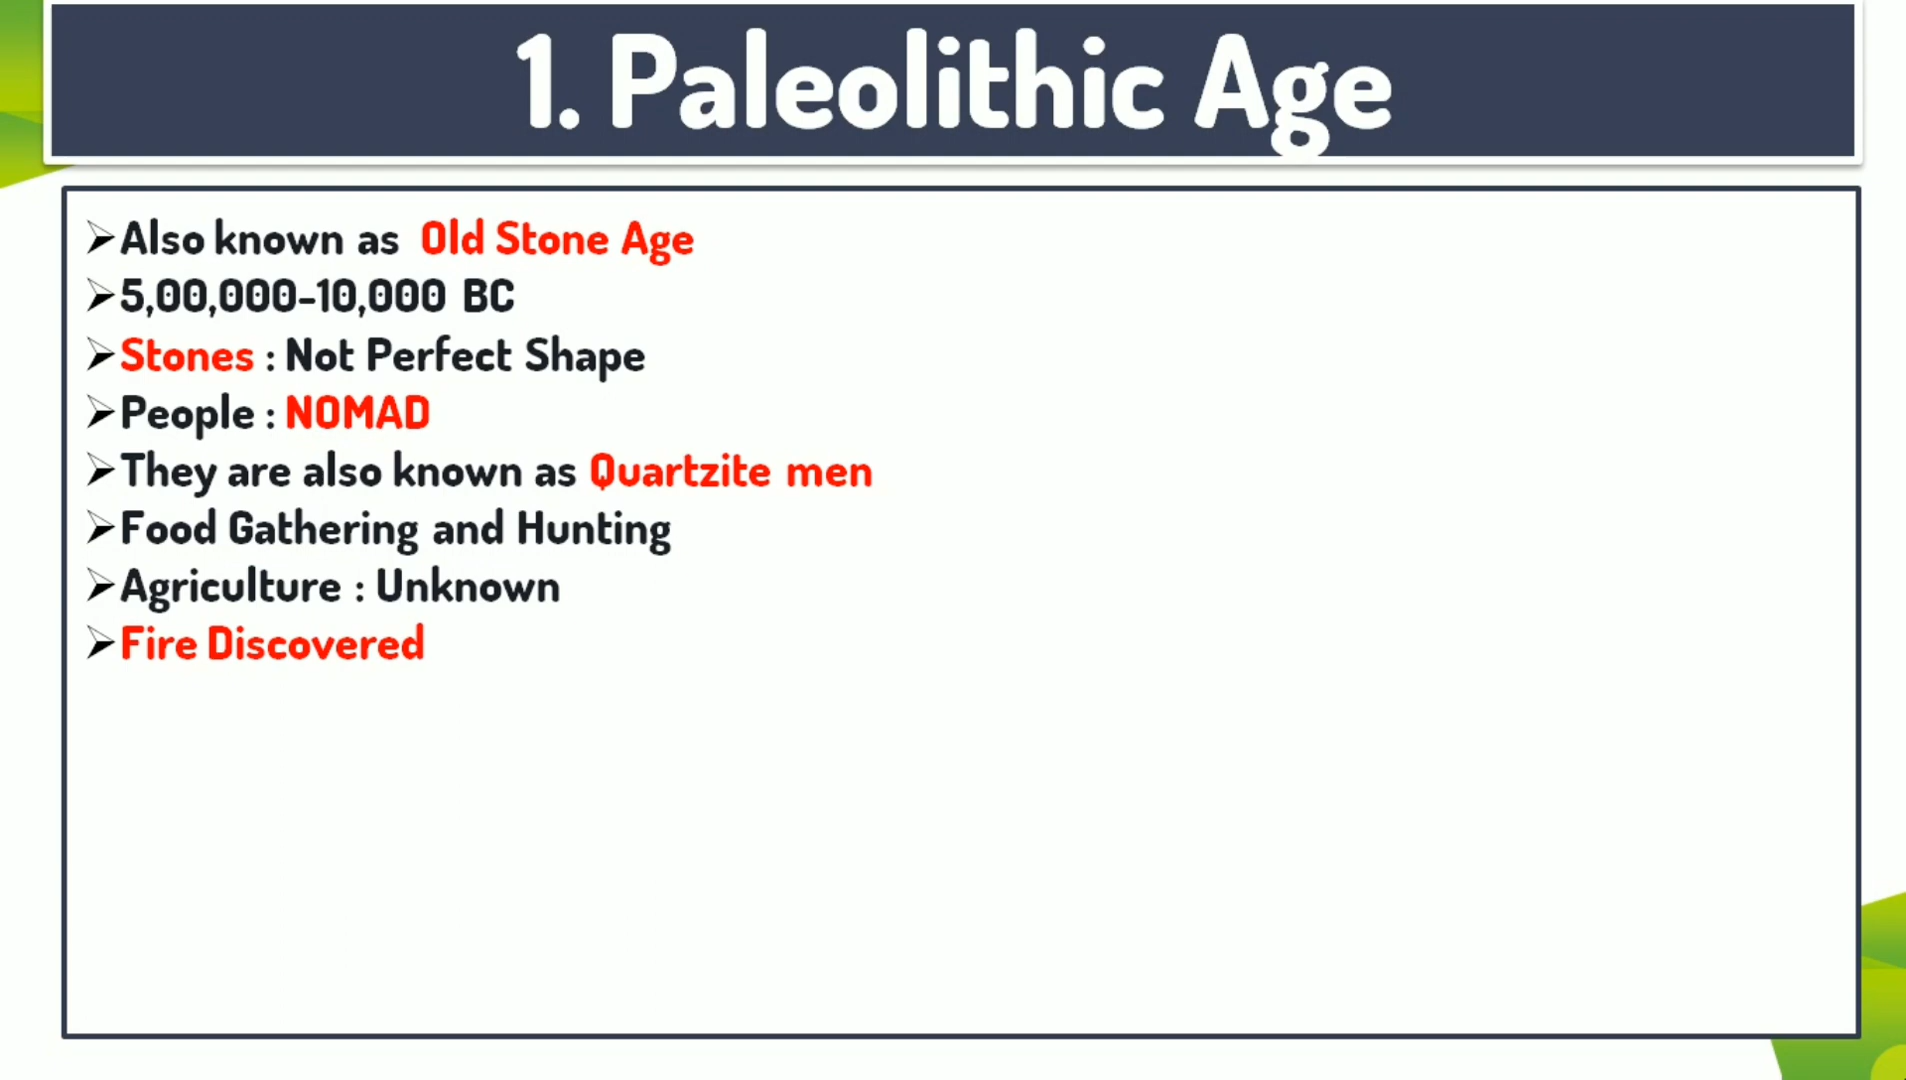 1. Paleolithic Age
➢Also known as Old Stone Age
➢5,00,000-10,000 BC
➢Stones : Not Perfect Shape
➢People : NOMAD
➢They are also known as Quartzite men
➢Food Gathering and Hunting
➢Agriculture : Unknown
➢Fire Discovered